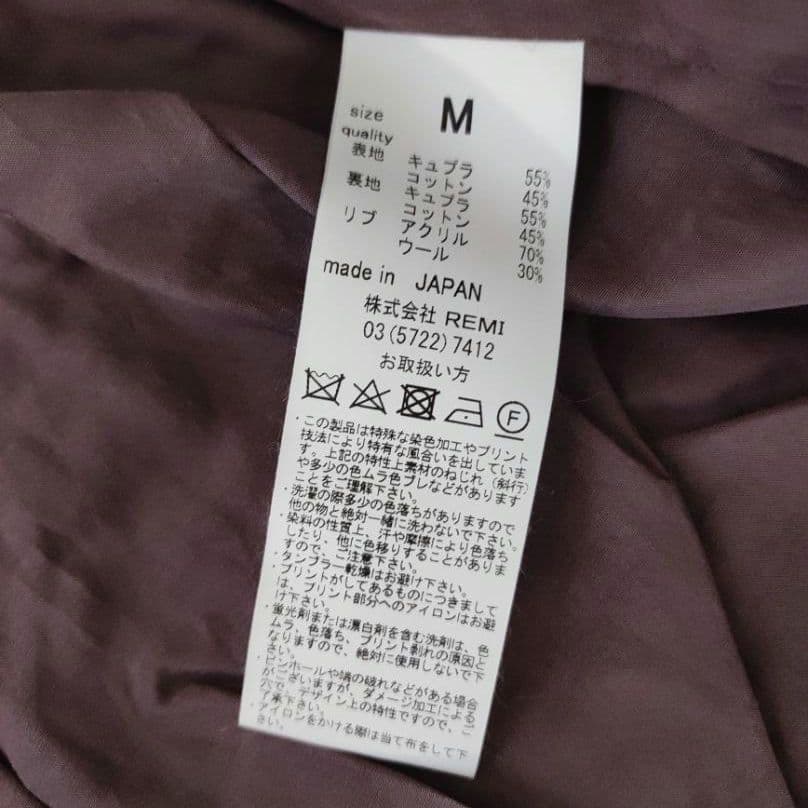 size M
quality
表地 キュプラ 55%
コットン 45%
裏地 キュプラ 55%
コットン 45%
リブ アクリル 70%
ウール 30%
made in JAPAN
株式会社 REMI
03(5722)7412
お取扱い方
F
・この製品は特殊な染色加工やプリント
技法により特有な風合いを出していま
す。上記の特性上素材のねじれ(斜行)
や多少の色ムラ色ブレなどがあります
ことをご理解下さい。
・洗濯の際多少の色落ちがありますので
他の物と絶対一緒に洗わないで下さい。
・染料の性質上、汗や摩擦により色落ち
したり、他に色移りすることがありま
すので、ご注意下さい。
・タンブラー乾燥はお避け下さい。
・プリントがしてあるものにつきまして
は、プリント部分へのアイロンはお避
け下さい。
・蛍光剤または漂白剤を含む洗剤は、色
ムラ、色落ち、プリント剥れの原因と
なりますので、絶対に使用しないで下
さい。
・ピンホールや端の破れなどがある場合
がございますが、ダメージ加工によるご
穴で、デザイン上の特性ですので、ご
了承下さい。
・アイロンをかける際は当て布をして下
さい。